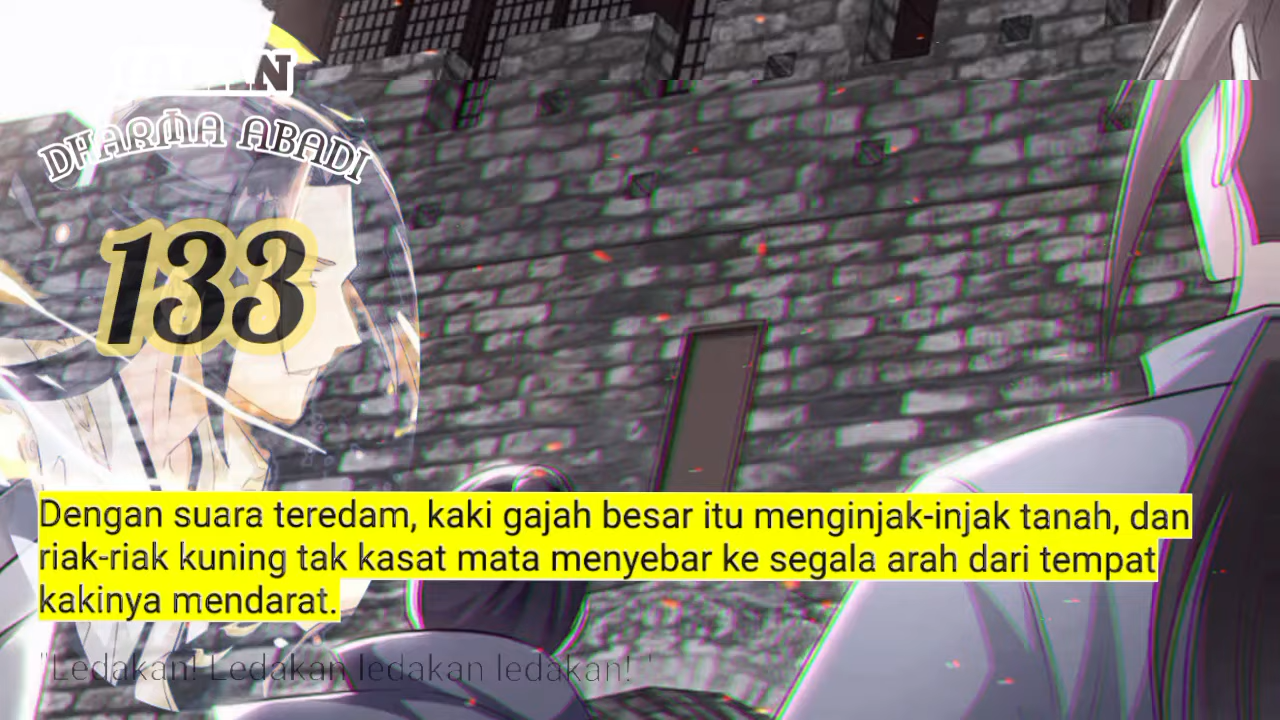 DHARMA ABADI
133
Dengan suara teredam, kaki gajah besar itu menginjak-injak tanah, dan
riak-riak kuning tak kasat mata menyebar ke segala arah dari tempat
kakinya mendarat.
"Ledakan! Ledakan ledakan ledakan! "